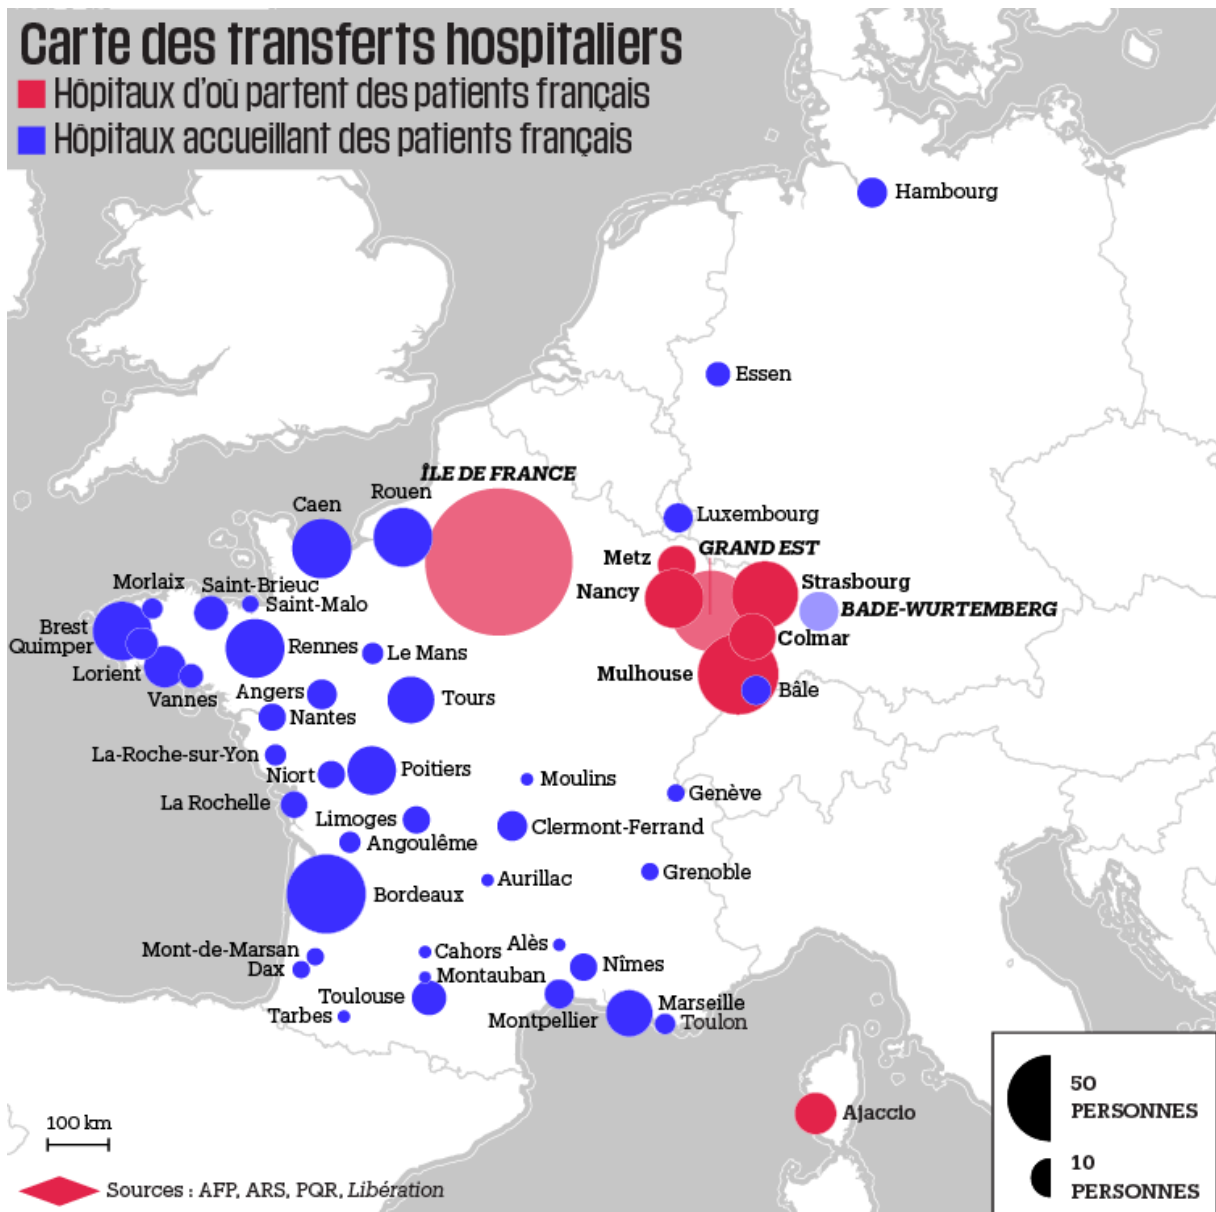 Carte des transferts hospitaliers
Hôpitaux d'où partent des patients français
Hôpitaux accueillant des patients français
Hambourg
Essen
ÎLE DE FRANCE
Rouen
Caen
Luxembourg
GRAND EST
Metz
Nancy
Strasbourg
BADE-WURTEMBERG
Colmar
Mulhouse
Bâle
Morlaix
Saint-Brieuc
Saint-Malo
Brest
Quimper
Rennes
Le Mans
Lorient
Vannes
Angers
Tours
Nantes
La-Roche-sur-Yon
Niort
Poitiers
Moulins
Genève
La Rochelle
Limoges
Clermont-Ferrand
Angoulême
Grenoble
Aurillac
Bordeaux
Mont-de-Marsan
Dax
Cahors
Alès
Nîmes
Montauban
Toulouse
Tarbes
Montpellier
Marseille
Toulon
Ajaccio
50
PERSONNES
10
PERSONNES
100 km
Sources : AFP, ARS, PQR, Libération